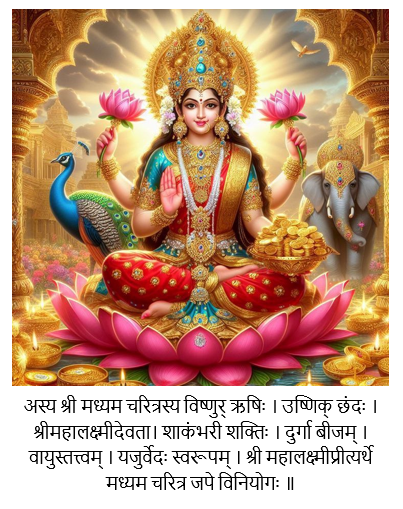 अस्य श्री मध्यम चरित्रस्य विष्णुर् ऋषिः । उष्णिक् छंदः ।
श्रीमहालक्ष्मीदेवता। शाकंभरी शक्तिः । दुर्गा बीजम् ।
वायुस्तत्त्वम् । यजुर्वेदः स्वरूपम् । श्री महालक्ष्मीप्रीत्यर्थे
मध्यम चरित्र जपे विनियोगः ॥